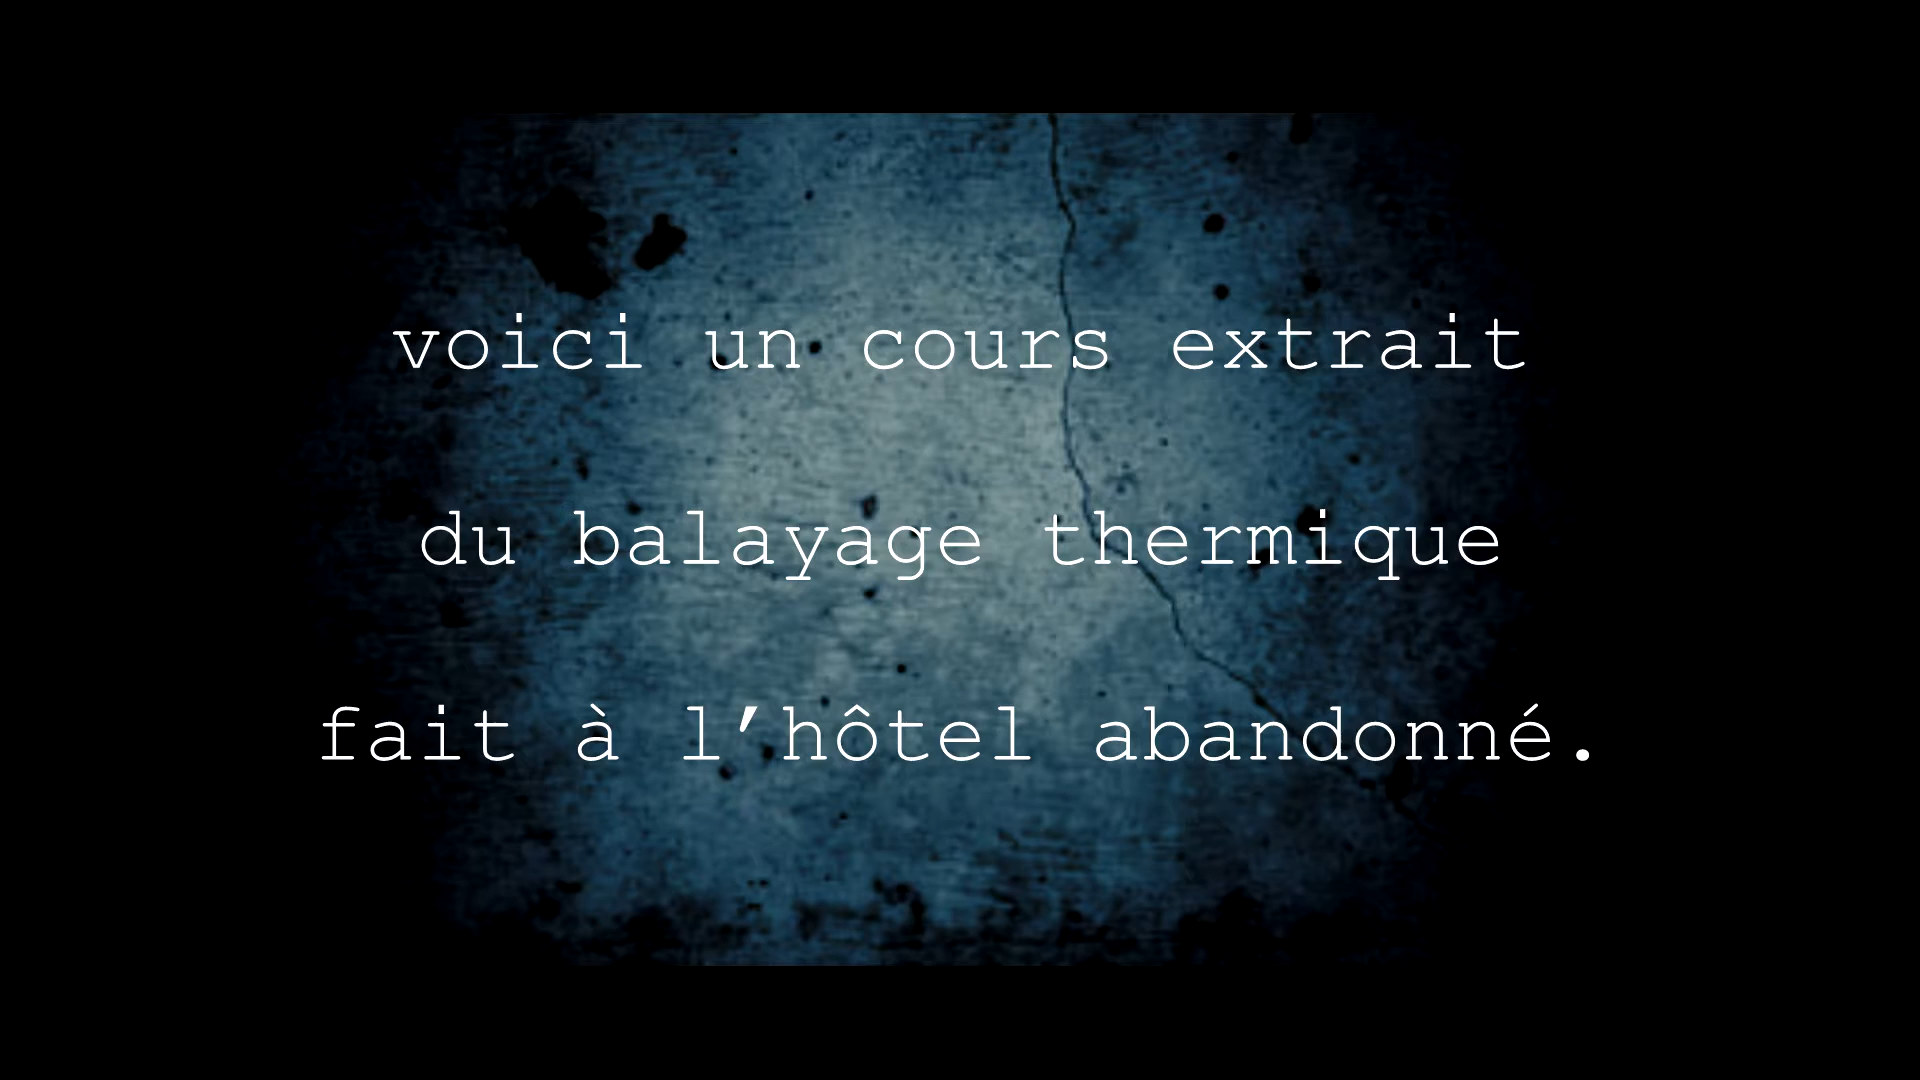 voici un cours extrait
du balayage thermique
fait à l’hôtel abandonné.